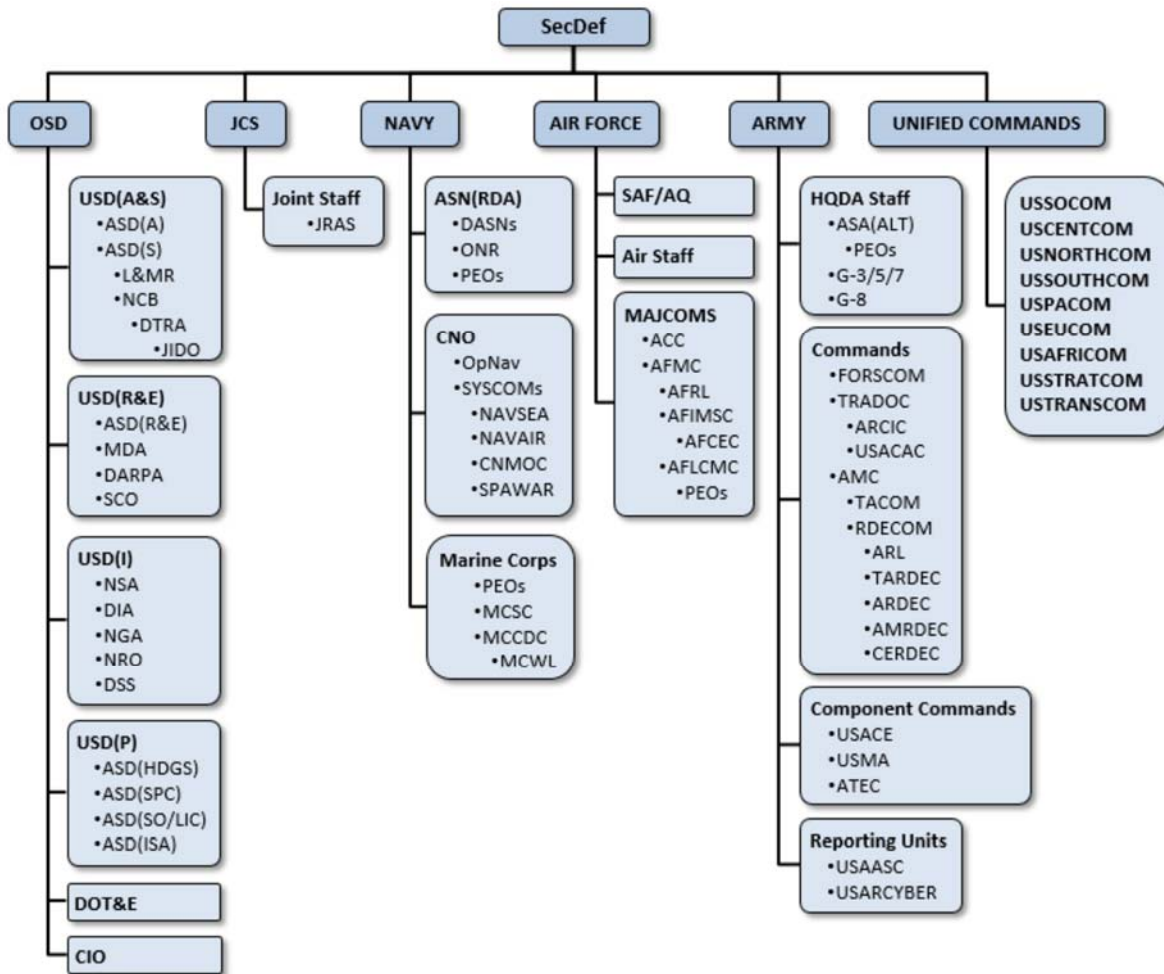 SecDef
OSD
JCS
NAVY
AIR FORCE
ARMY
UNIFIED COMMANDS
USD(A&S)
•ASD(A)
•ASD(S)
•L&MR
•NCB
•DTRA
•JIDO
USD(R&E)
•ASD(R&E)
•MDA
•DARPA
•SCO
USD(I)
•NSA
•DIA
•NGA
•NRO
•DSS
USD(P)
•ASD(HDGS)
•ASD(SPC)
•ASD(SO/LIC)
•ASD(ISA)
DOT&E
CIO
Joint Staff
•JRAS
ASN(RDA)
•DASNs
•ONR
•PEOs
CNO
•OpNav
•SYSCOMs
•NAVSEA
•NAVAIR
•CNMOC
•SPAWAR
Marine Corps
•PEOs
•MCSC
•MCCDC
•MCWL
SAF/AQ
Air Staff
MAJCOMS
•ACC
•AFMC
•AFRL
•AFIMSC
•AFCEC
•AFLCMC
•PEOs
HQDA Staff
•ASA(ALT)
•PEOs
•G-3/5/7
•G-8
Commands
•FORSCOM
•TRADOC
•ARCIC
•USACAC
•AMC
•TACOM
•RDECOM
•ARL
•TARDEC
•ARDEC
•AMRDEC
•CERDEC
Component Commands
•USACE
•USMA
•ATEC
Reporting Units
•USAASC
•USARCYBER
USSOCOM
USCENTCOM
USNORTHCOM
USSOUTHCOM
USPACOM
USEUCOM
USAFRICOM
USSTRATCOM
USTRANSCOM